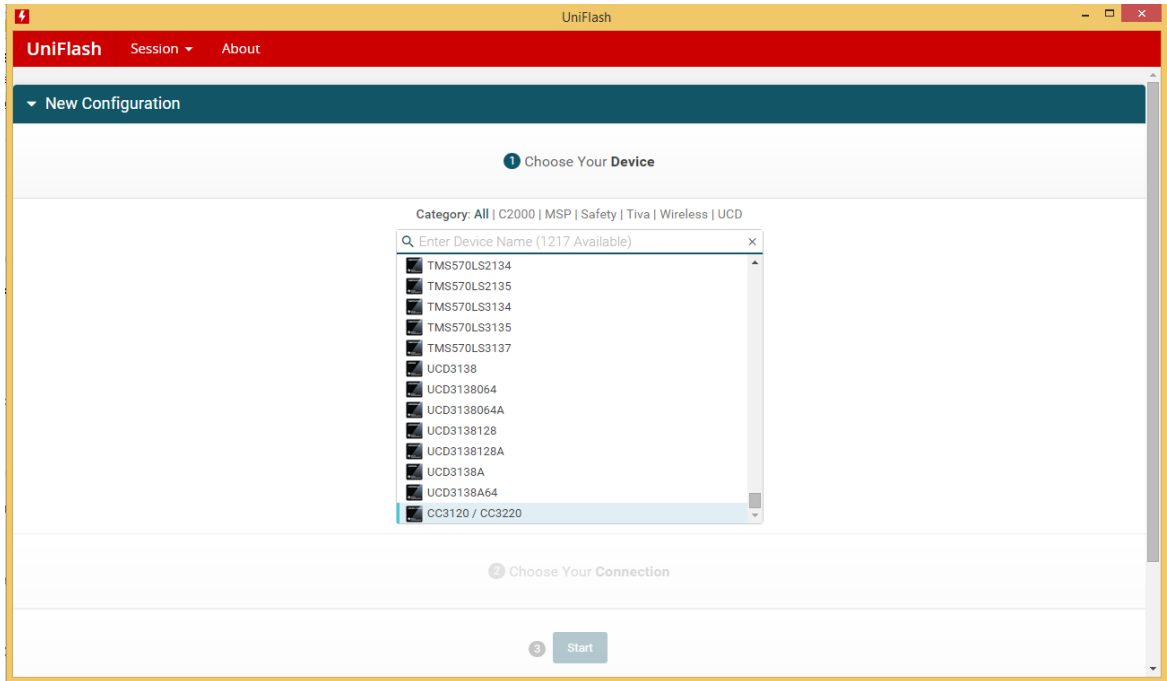 UniFlash
UniFlash Session About
New Configuration
1 Choose Your Device
Category: All | C2000 | MSP | Safety | Tiva | Wireless | UCD
Enter Device Name (1217 Available)
TMS570LS2134
TMS570LS2135
TMS570LS3134
TMS570LS3135
TMS570LS3137
UCD3138
UCD3138064
UCD3138064A
UCD3138128
UCD3138128A
UCD3138A
UCD3138A64
CC3120 / CC3220
2 Choose Your Connection
3 Start